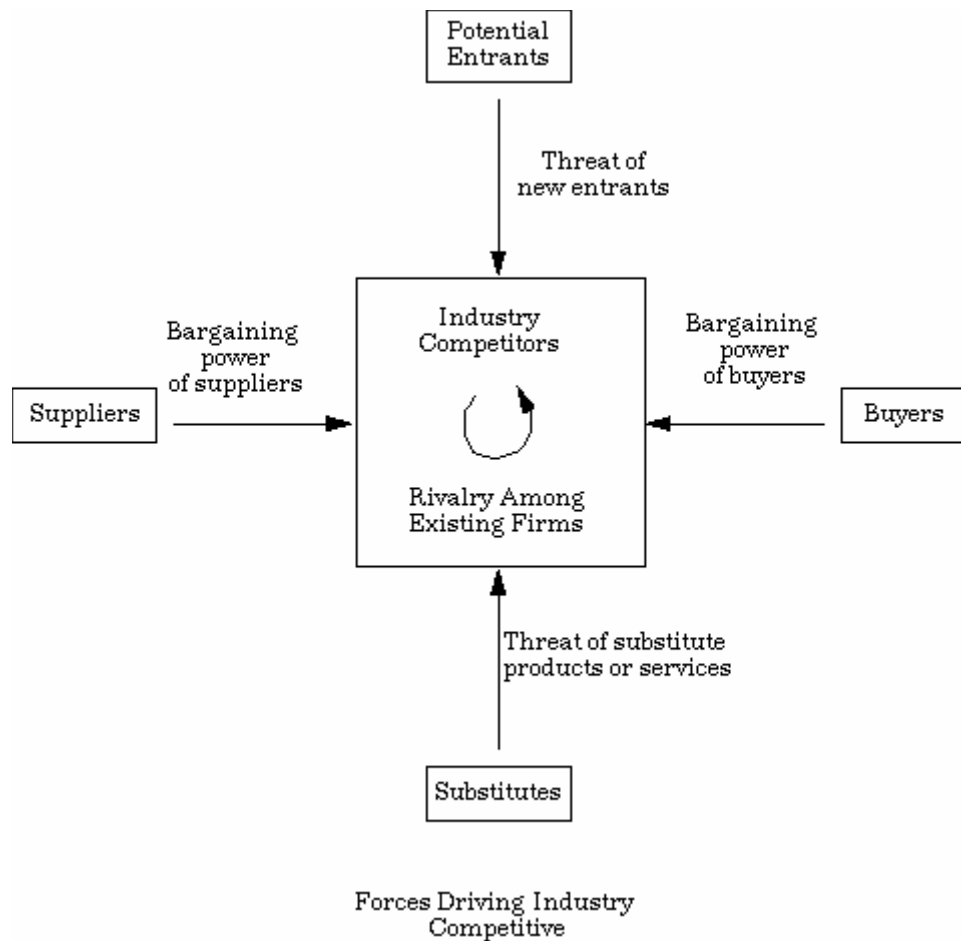 Potential
Entrants
Threat of
new entrants
Industry
Competitors
Bargaining
power
of suppliers
Bargaining
power
of buyers
Suppliers
Buyers
Rivalry Among
Existing Firms
Threat of substitute
products or services
Substitutes
Forces Driving Industry
Competitive